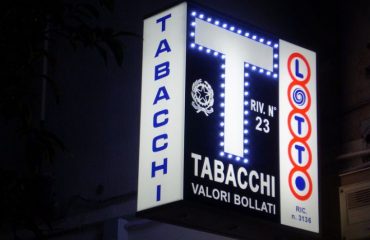 TABACCHI
T
RIV. N°
23
TABACCHI
VALORI BOLLATI
LOTTO
RIC.
n. 3136